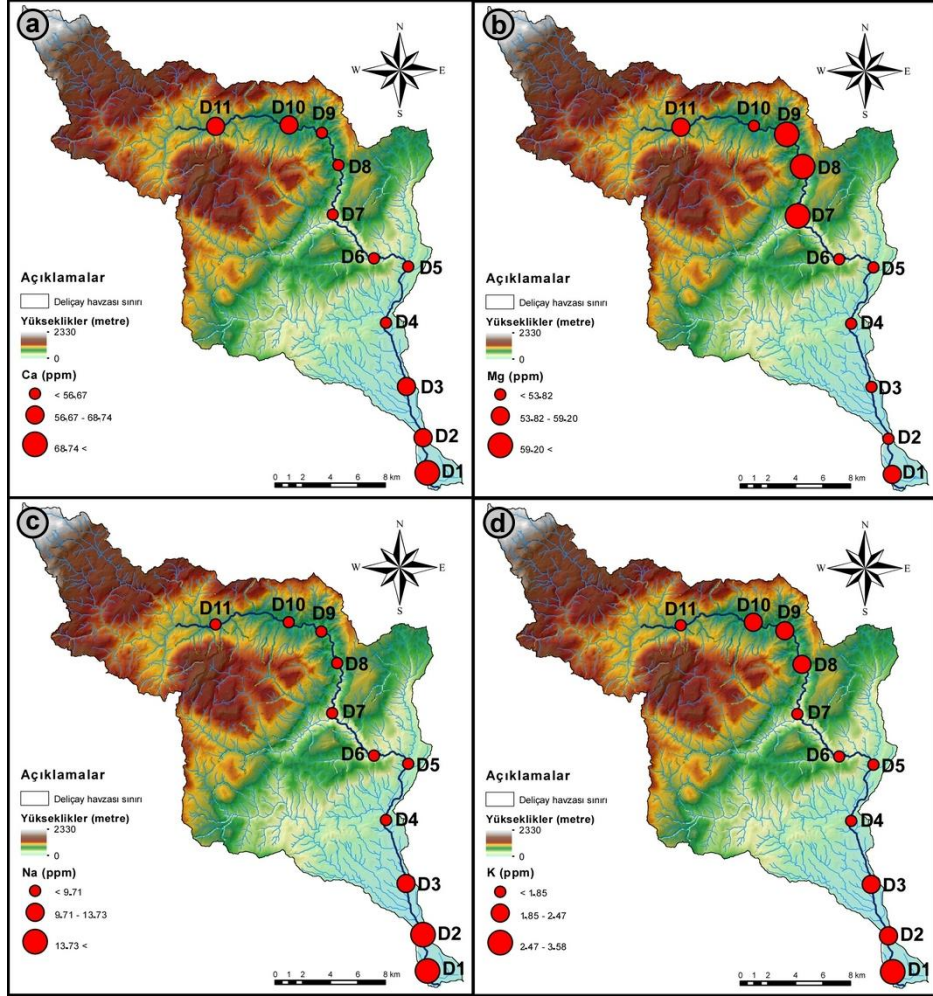 a
N
W E
S
D11
D10
D9
D8
D7
D6
D5
D4
D3
D2
D1
Açıklamalar
Deliçay havzası sınırı
Yükseklikler (metre)
2330
0
Ca (ppm)
< 56.67
56.67 - 68.74
68.74 <
0 1 2 4 6 8 km
b
N
W E
S
D11
D10
D9
D8
D7
D6
D5
D4
D3
D2
D1
Açıklamalar
Deliçay havzası sınırı
Yükseklikler (metre)
2330
0
Mg (ppm)
< 53.82
53.82 - 59.20
59.20 <
0 1 2 4 6 8 km
c
N
W E
S
D11
D10
D9
D8
D7
D6
D5
D4
D3
D2
D1
Açıklamalar
Deliçay havzası sınırı
Yükseklikler (metre)
2330
0
Na (ppm)
< 9.71
9.71 - 13.73
13.73 <
0 1 2 4 6 8 km
d
N
W E
S
D11
D10
D9
D8
D7
D6
D5
D4
D3
D2
D1
Açıklamalar
Deliçay havzası sınırı
Yükseklikler (metre)
2330
0
K (ppm)
< 1.85
1.85 - 2.47
2.47 - 3.58
0 1 2 4 6 8 km